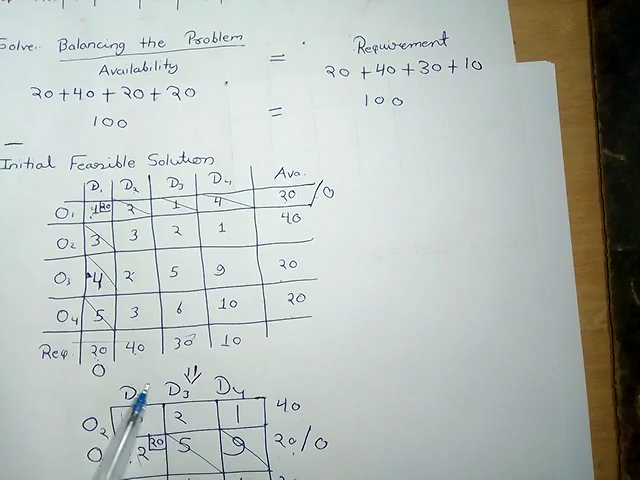 Solve. Balancing the Problem
Availability = Requirement
20+40+20+20 20+40+30+10
100 = 100
Initial Feasible Solution
D1 D2 D3 D4 Ava.
O1 1 20 2 1 4 20/0
O2 3 3 2 1 40
O3 4 2 5 9 20
O4 5 3 6 10 20
Req. 20 40 30 10
0
D3 D4
O2 2 1 40
2 20 5 9 20/0